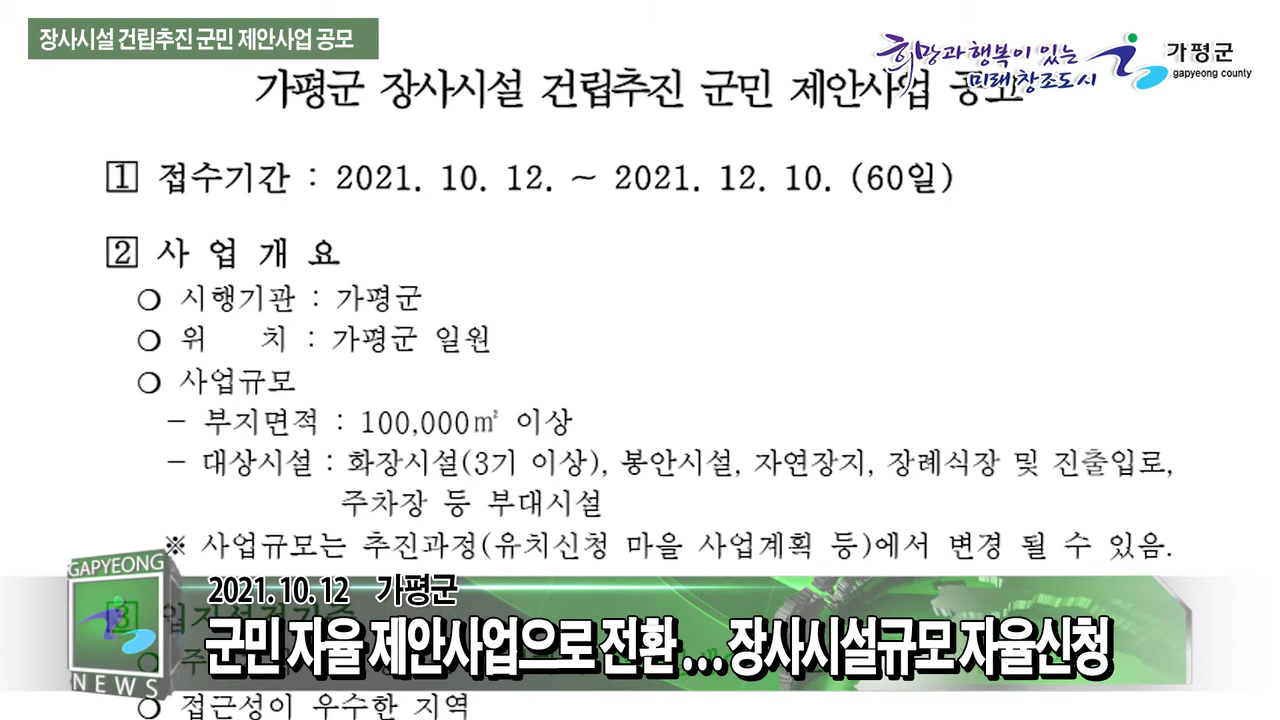 장사시설 건립추진 군민 제안사업 공모
희망과 행복이 있는
미래 창조도시
가평군
gapyeong county
가평군 장사시설 건립추진 군민 제안사업 공고
1 접수기간 : 2021. 10. 12. ~ 2021. 12. 10. (60일)
2 사 업 개 요
○ 시행기관 : 가평군
○ 위 치 : 가평군 일원
○ 사업규모
- 부지면적 : 100,000㎡ 이상
- 대상시설 : 화장시설(3기 이상), 봉안시설, 자연장지, 장례식장 및 진출입로,
주차장 등 부대시설
※ 사업규모는 추진과정(유치신청 마을 사업계획 등)에서 변경 될 수 있음.
GAPYEONG
NEWS
2021. 10. 12 가평군
3 입지선정기준
군민 자율 제안사업으로 전환... 장사시설규모 자율신청
○ 접근성이 우수한 지역